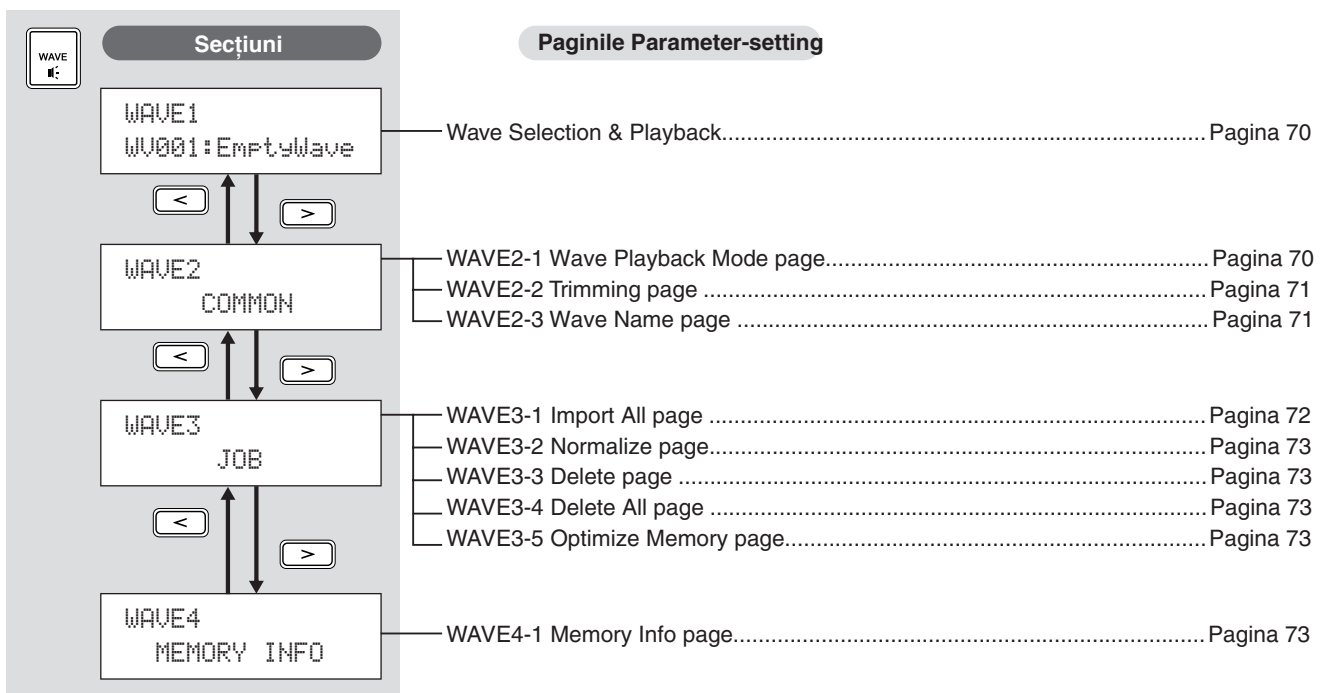 WAVE
Secțiuni
Paginile Parameter-setting
WAVE1
WV001:EmptyWave
Wave Selection & Playback................................................................................ Pagina 70
<
>
WAVE2
COMMON
WAVE2-1 Wave Playback Mode page............................................................... Pagina 70
WAVE2-2 Trimming page .................................................................................. Pagina 71
WAVE2-3 Wave Name page ............................................................................. Pagina 71
<
>
WAVE3
JOB
WAVE3-1 Import All page .................................................................................. Pagina 72
WAVE3-2 Normalize page................................................................................. Pagina 73
WAVE3-3 Delete page ...................................................................................... Pagina 73
WAVE3-4 Delete All page ................................................................................. Pagina 73
WAVE3-5 Optimize Memory page..................................................................... Pagina 73
<
>
WAVE4
MEMORY INFO
WAVE4-1 Memory Info page............................................................................. Pagina 73